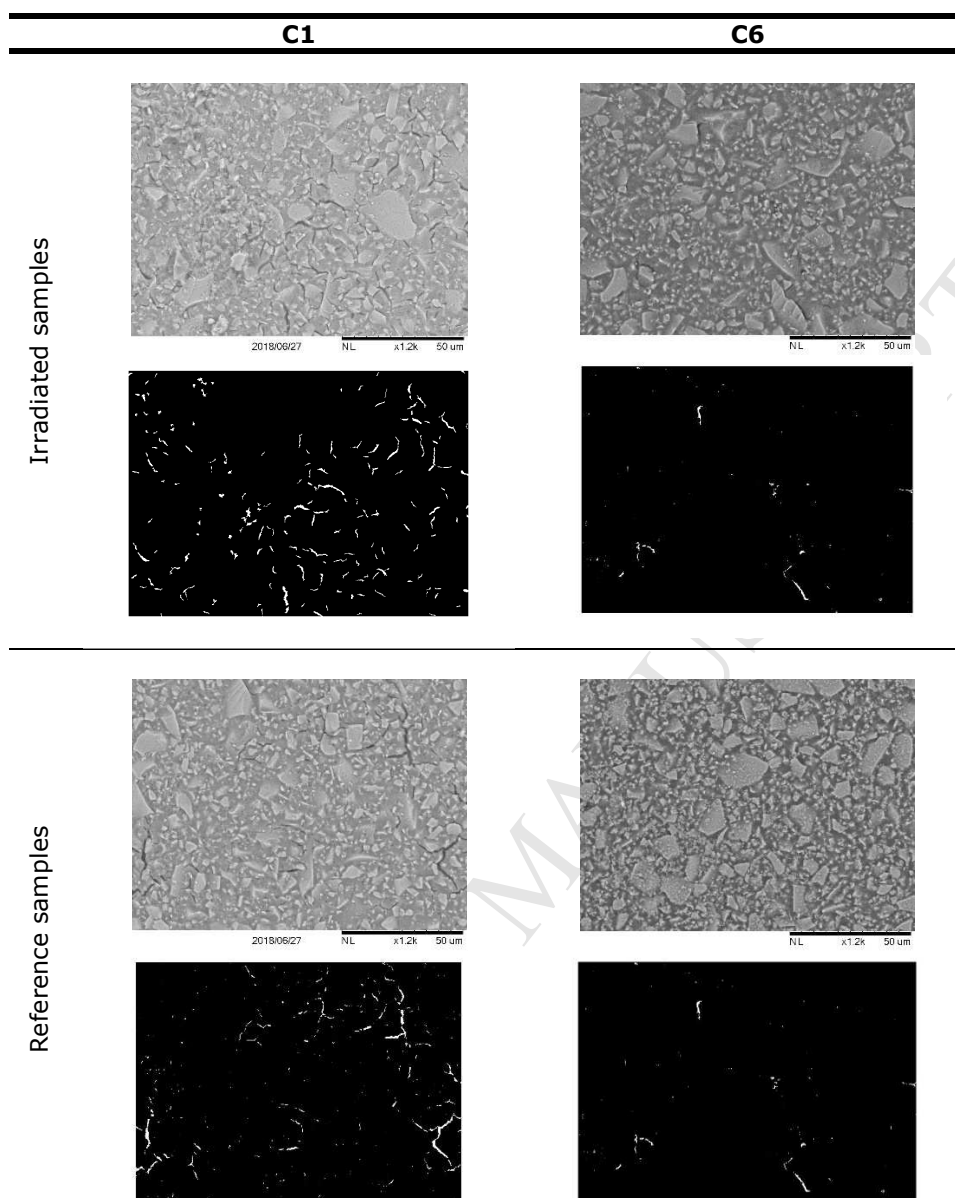 C1 C6
Irradiated samples
2018/06/27 NL x1.2k 50 um
NL x1.2k 50 um
Reference samples
2018/06/27 NL x1.2k 50 um
NL x1.2k 50 um